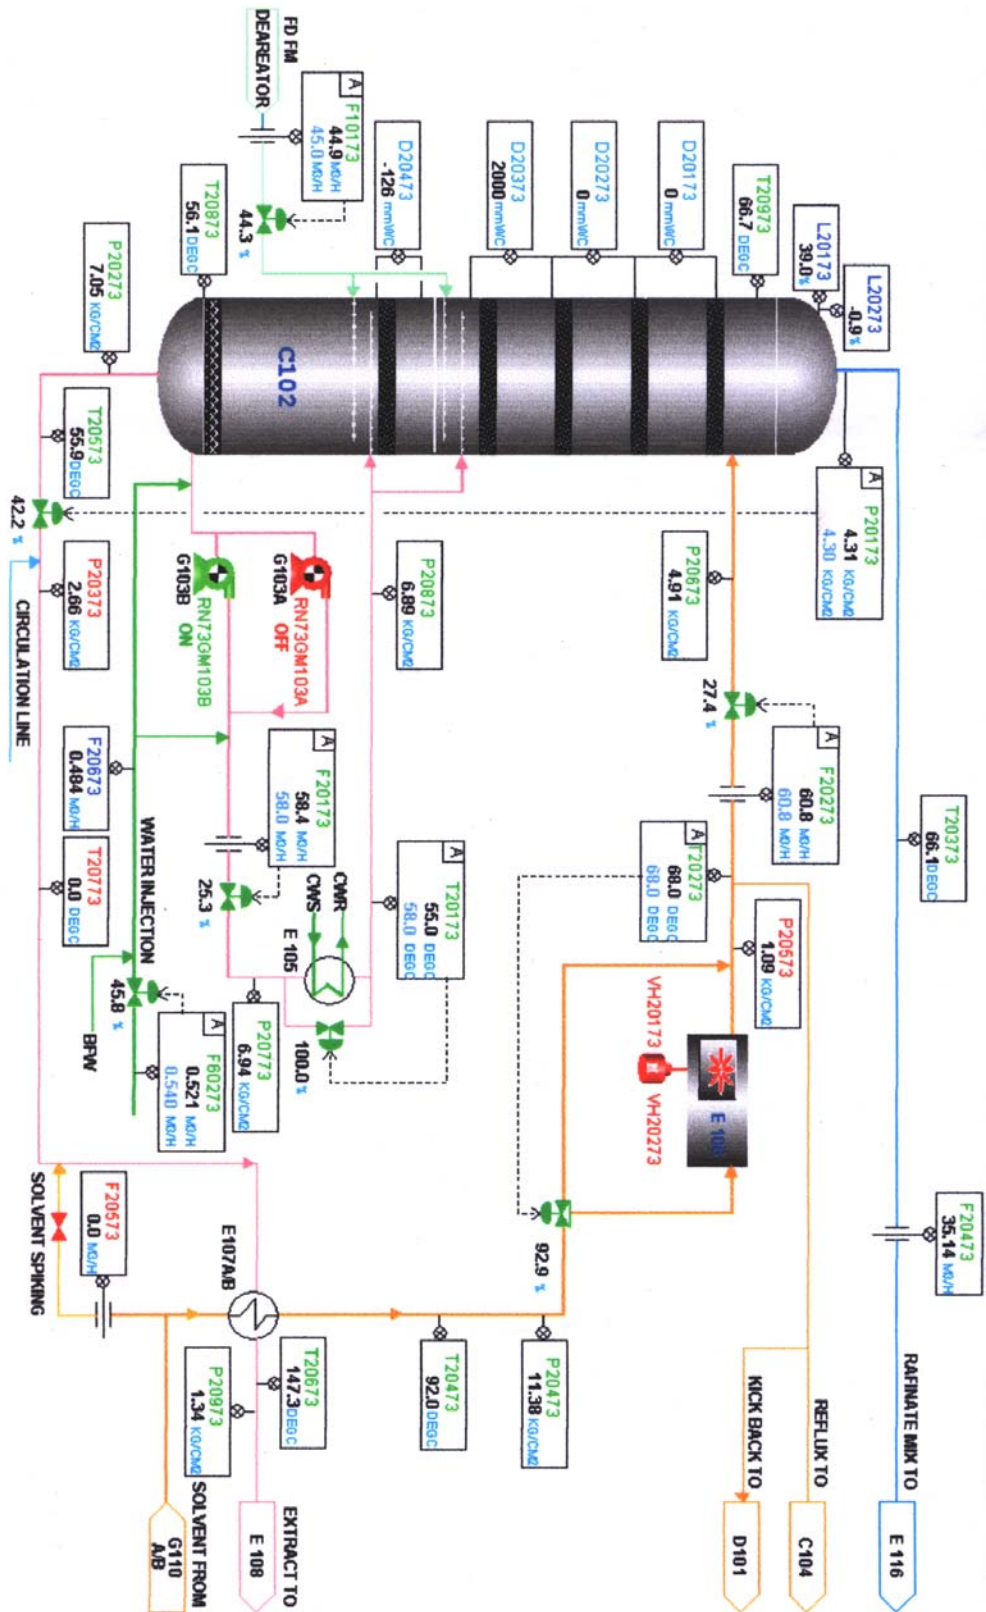 FD FM
DEAREATOR
A F10173
44.9 M3/H
45.0 M3/H
44.3 %
D20473
-126 mmWC
D20373
2000 mmWC
D20273
0 mmWC
D20173
0 mmWC
T20973
66.7 DEGC
L20173
39.0 %
L20273
-0.9 %
T20873
56.1 DEGC
P20273
7.05 KG/CM2
C102
T20573
55.9 DEGC
42.2 %
P20373
2.66 KG/CM2
CIRCULATION LINE
G103B
RN73GM103B
ON
G103A
RN73GM103A
OFF
P20873
6.89 KG/CM2
P20673
4.91 KG/CM2
A P20173
4.31 KG/CM2
4.30 KG/CM2
27.4 %
F20673
0.484 M3/H
T20773
0.0 DEGC
WATER INJECTION
45.8 %
BFW
A F60273
0.521 M3/H
0.540 M3/H
A F20173
58.4 M3/H
58.0 M3/H
25.3 %
CWS
CWR
E 105
A T20173
55.0 DEGC
58.0 DEGC
100.0 %
P20773
6.94 KG/CM2
A F20273
60.8 M3/H
60.8 M3/H
A T20273
68.0 DEGC
68.0 DEGC
P20573
1.09 KG/CM2
T20373
66.1 DEGC
VH20173
VH20273
92.9 %
F20473
35.14 M3/H
SOLVENT SPIKING
F20573
0.0 M3/H
E107A/B
T20673
147.3 DEGC
P20973
1.34 KG/CM2
T20473
92.0 DEGC
P20473
11.38 KG/CM2
SOLVENT FROM
G110
A/B
EXTRACT TO
E 108
KICK BACK TO
D101
REFLUX TO
C104
RAFINATE MIX TO
E 116